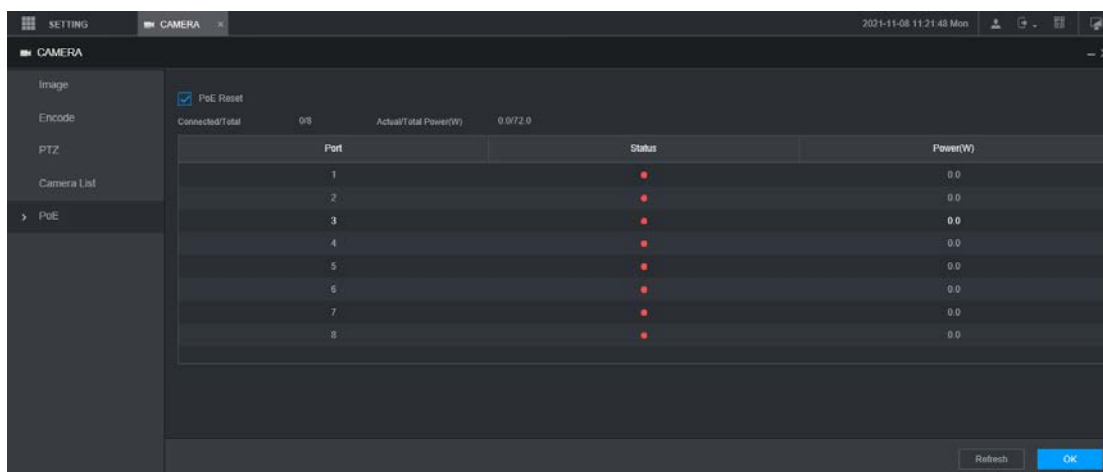 SETTING CAMERA × 2021-11-08 11:21:48 Mon
CAMERA
Image
PoE Reset
Encode
Connected/Total 0/8 Actual/Total Power(W) 0.0/72.0
PTZ
Port Status Power(W)
Camera List
1 0.0
2 0.0
PoE
3 0.0
4 0.0
5 0.0
6 0.0
7 0.0
8 0.0
Refresh OK